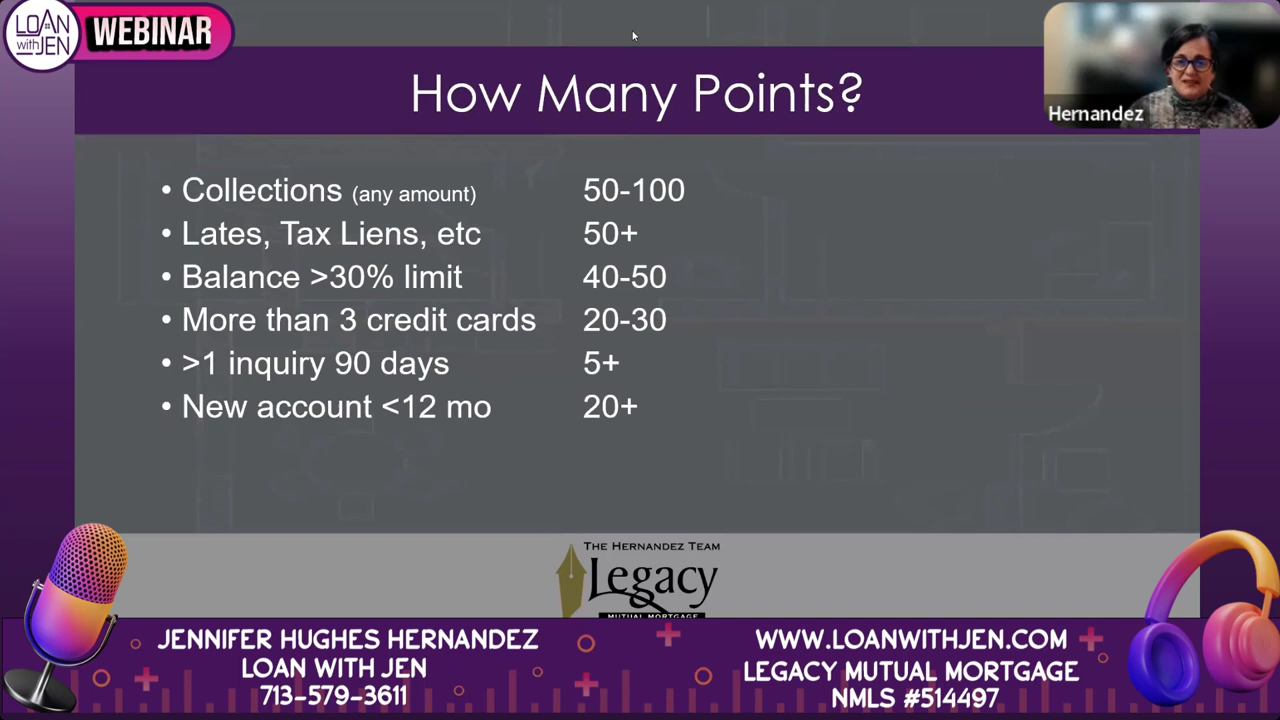 LOAN
with
JEN
WEBINAR
How Many Points?
Hernandez
• Collections (any amount) 50-100
• Lates, Tax Liens, etc 50+
• Balance >30% limit 40-50
• More than 3 credit cards 20-30
• >1 inquiry 90 days 5+
• New account <12 mo 20+
THE HERNANDEZ TEAM
Legacy
MUTUAL MORTGAGE
JENNIFER HUGHES HERNANDEZ
LOAN WITH JEN
713-579-3611
WWW.LOANWITHJEN.COM
LEGACY MUTUAL MORTGAGE
NMLS #514497